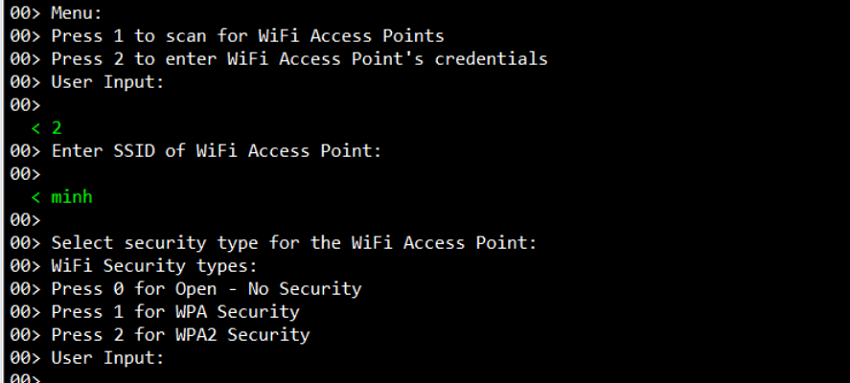 00> Menu:
00> Press 1 to scan for WiFi Access Points
00> Press 2 to enter WiFi Access Point's credentials
00> User Input:
00>
< 2
00> Enter SSID of WiFi Access Point:
00>
< minh
00>
00> Select security type for the WiFi Access Point:
00> WiFi Security types:
00> Press 0 for Open - No Security
00> Press 1 for WPA Security
00> Press 2 for WPA2 Security
00> User Input:
00>